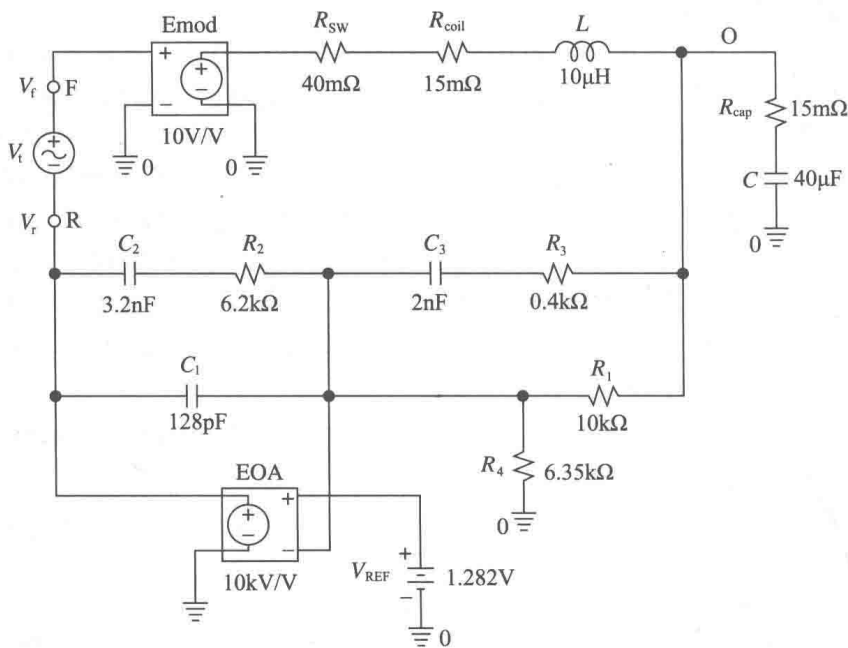 Emod
R_SW
R_coil
L
O
V_f
F
+
+
40mΩ
15mΩ
10μH
R_cap
15mΩ
−
−
10V/V
0
0
V_t
+
−
C
40μF
0
V_r
R
C_2
R_2
C_3
R_3
3.2nF
6.2kΩ
2nF
0.4kΩ
C_1
R_1
128pF
10kΩ
R_4
6.35kΩ
0
EOA
+
+
−
−
10kV/V
V_REF
+
−
1.282V
0